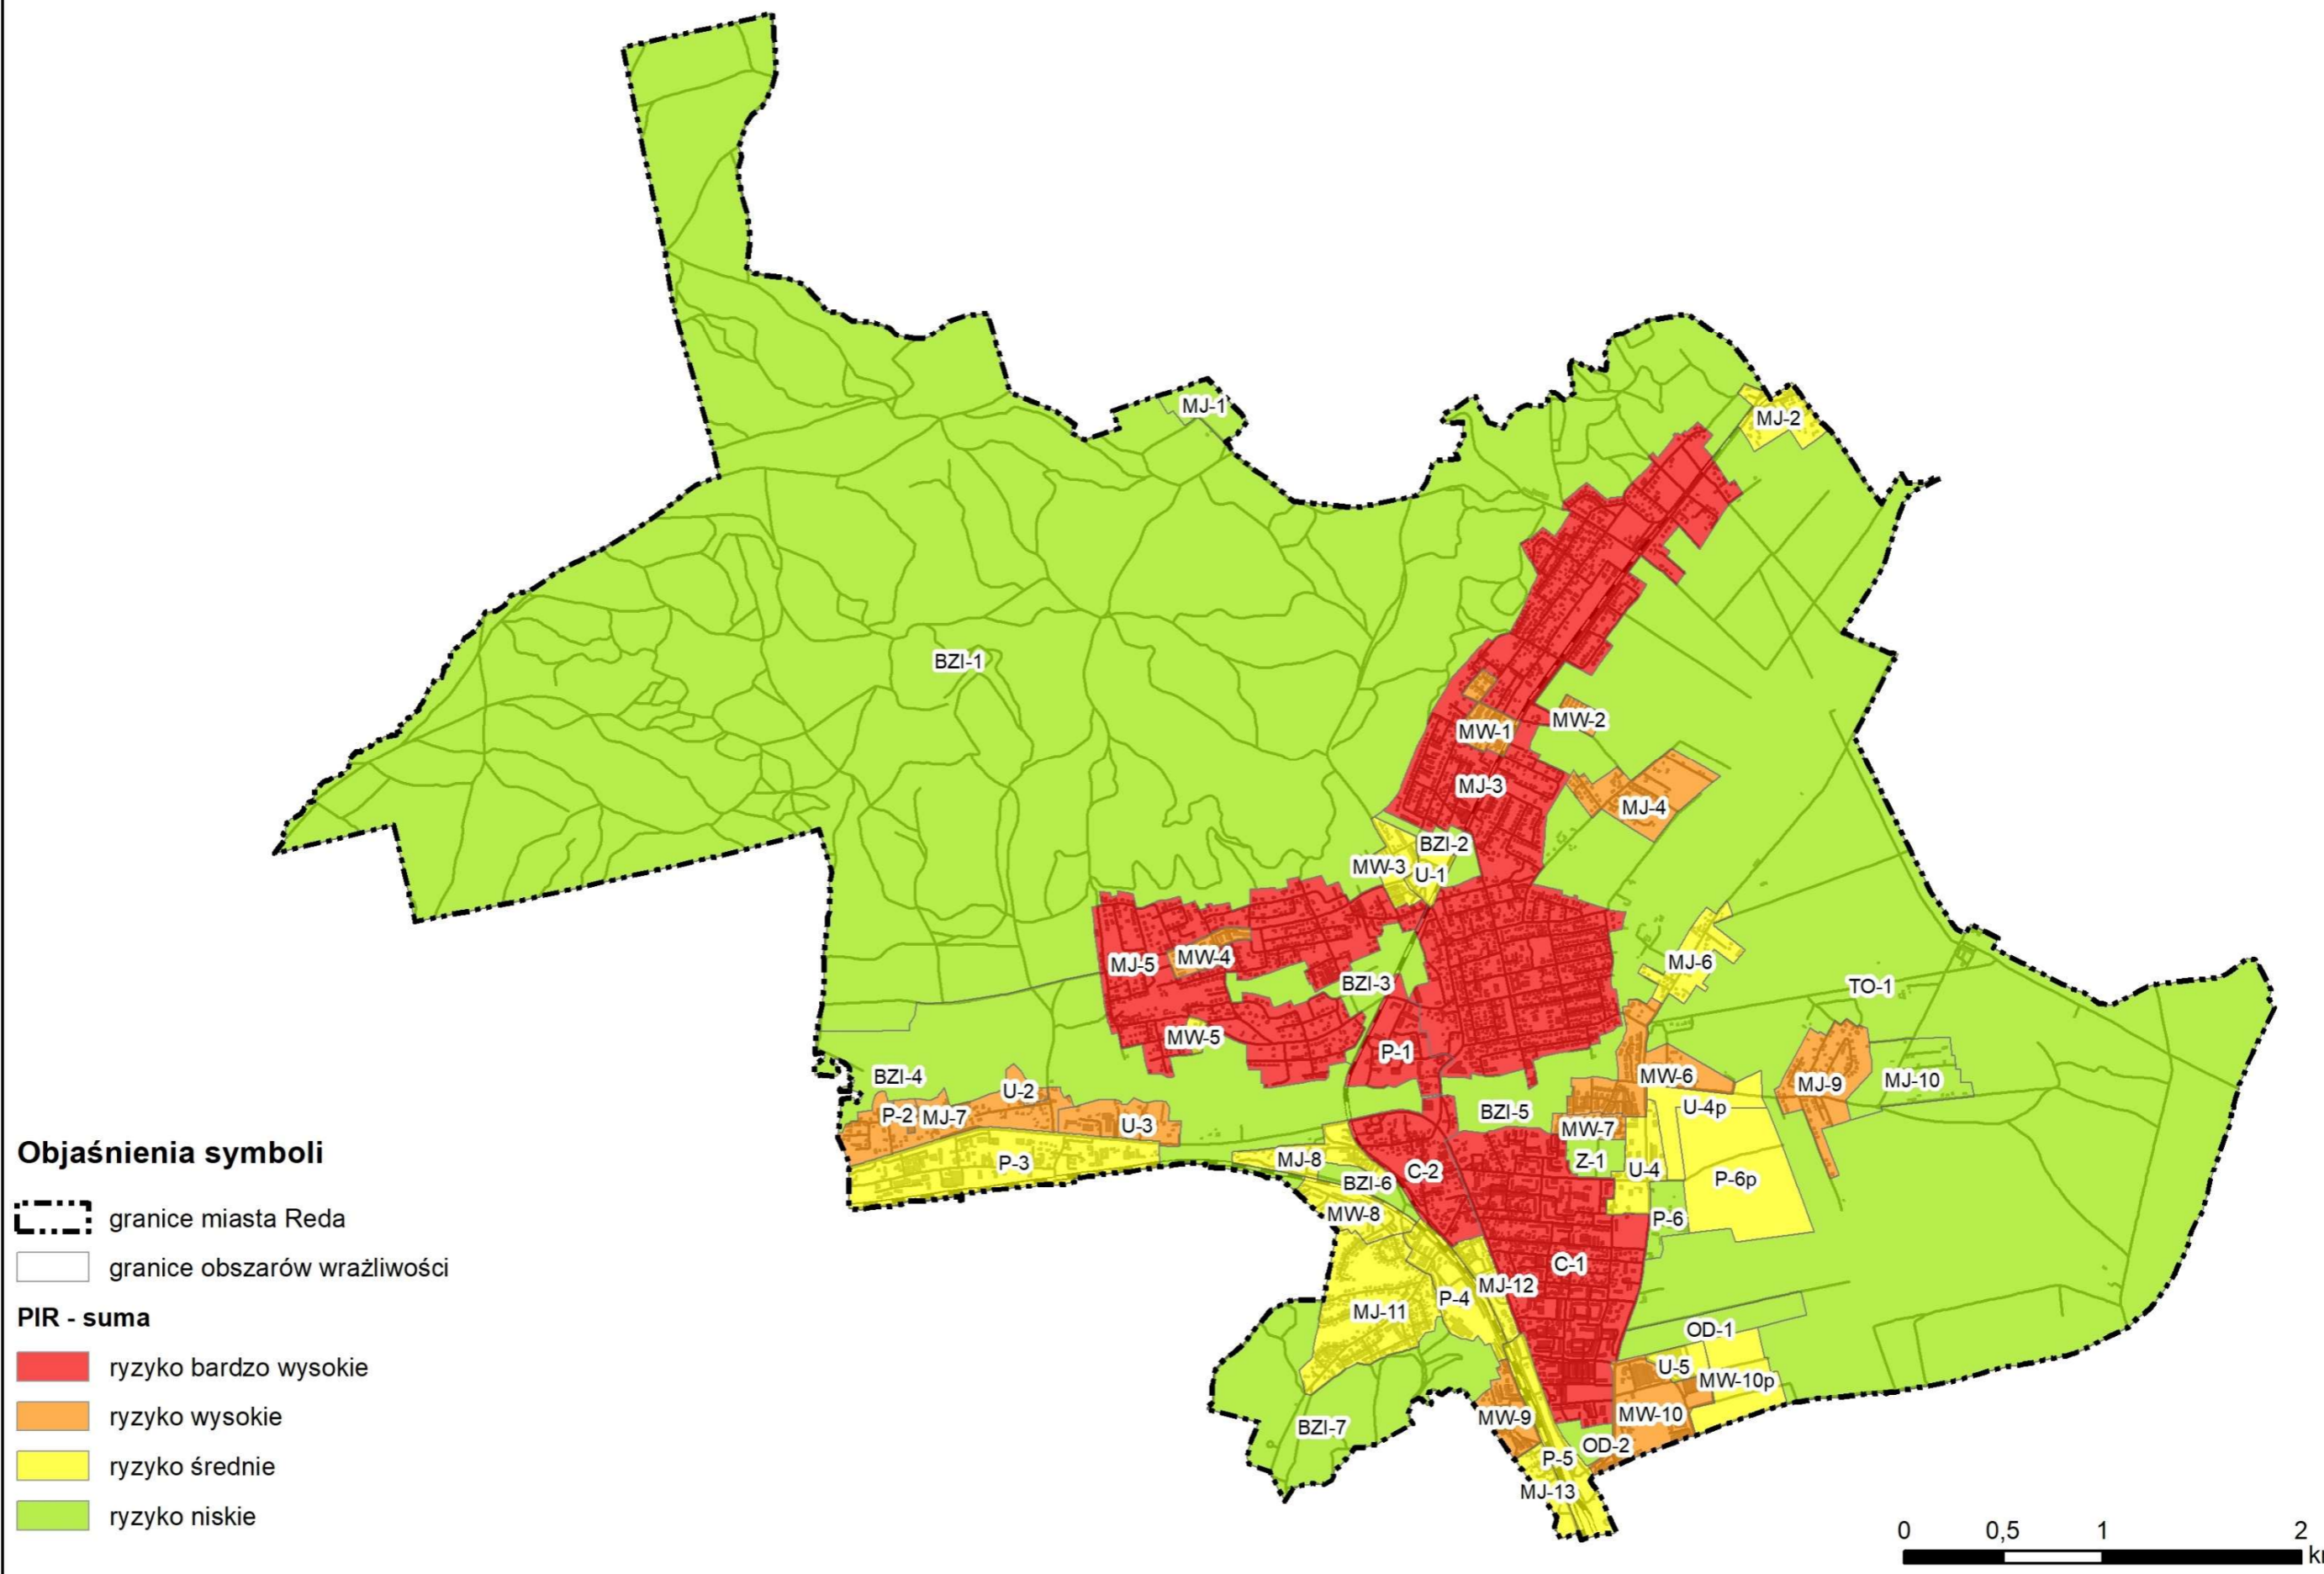 MJ-1
MJ-2
BZI-1
MW-2
MW-1
MJ-3
MJ-4
BZI-2
MW-3
U-1
MJ-5
MW-4
MJ-6
BZI-3
TO-1
MW-5
P-1
BZI-4
MW-6
MJ-9
MJ-10
U-2
P-2
MJ-7
U-4p
BZI-5
U-3
MW-7
P-3
MJ-8
Z-1
C-2
U-4
P-6p
BZI-6
MW-8
P-6
C-1
MJ-12
P-4
MJ-11
OD-1
U-5
MW-10p
MW-9
MW-10
BZI-7
OD-2
P-5
MJ-13
Objaśnienia symboli
granice miasta Reda
granice obszarów wrażliwości
PIR - suma
ryzyko bardzo wysokie
ryzyko wysokie
ryzyko średnie
ryzyko niskie
0 0,5 1 2